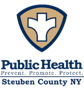 Public Health
Prevent. Promote. Protect.
Steuben County NY